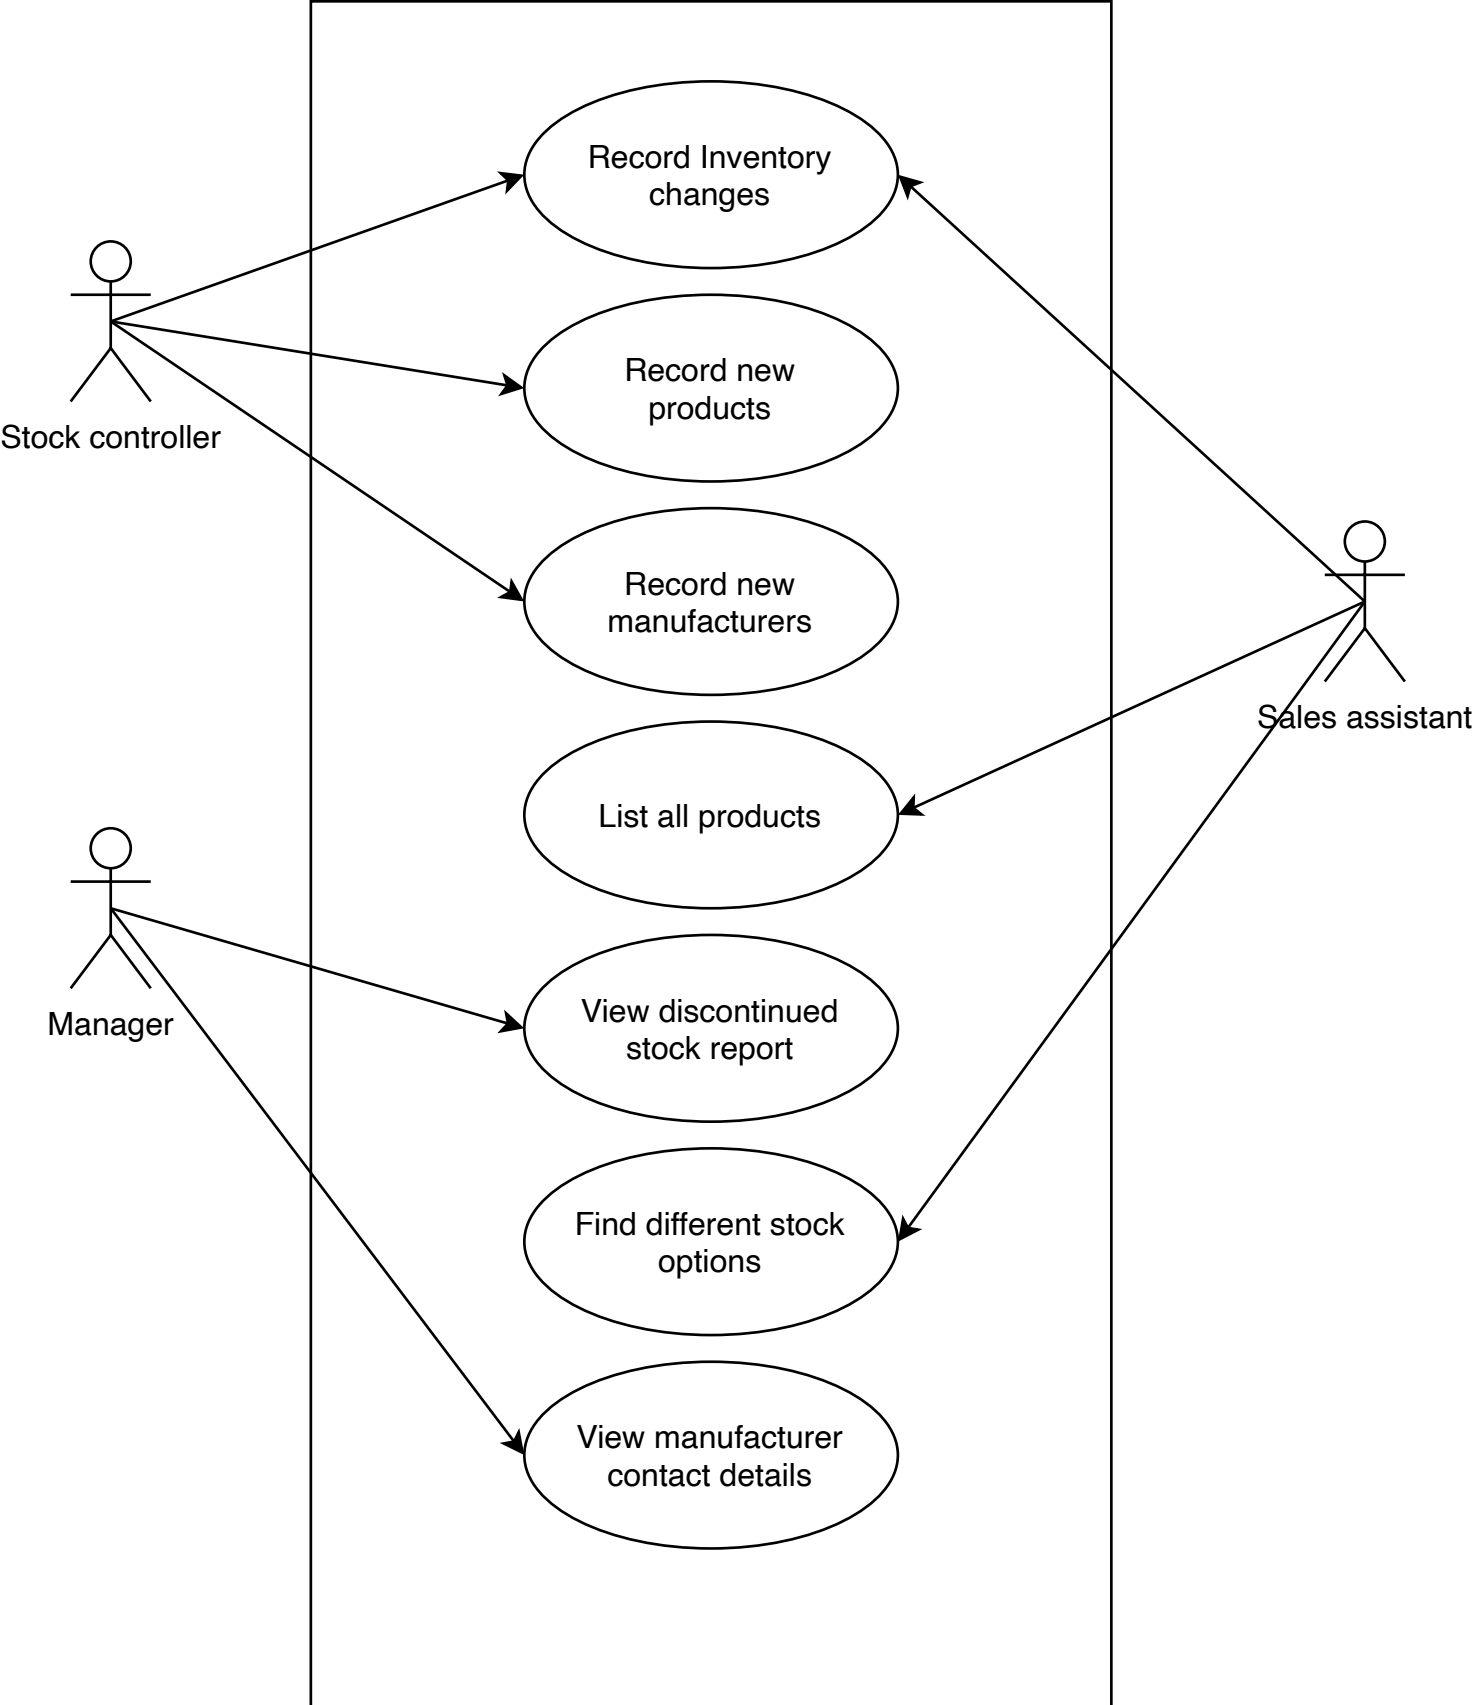 Record Inventory
changes
Record new
products
Stock controller
Record new
manufacturers
Sales assistant
List all products
View discontinued
stock report
Manager
Find different stock
options
View manufacturer
contact details